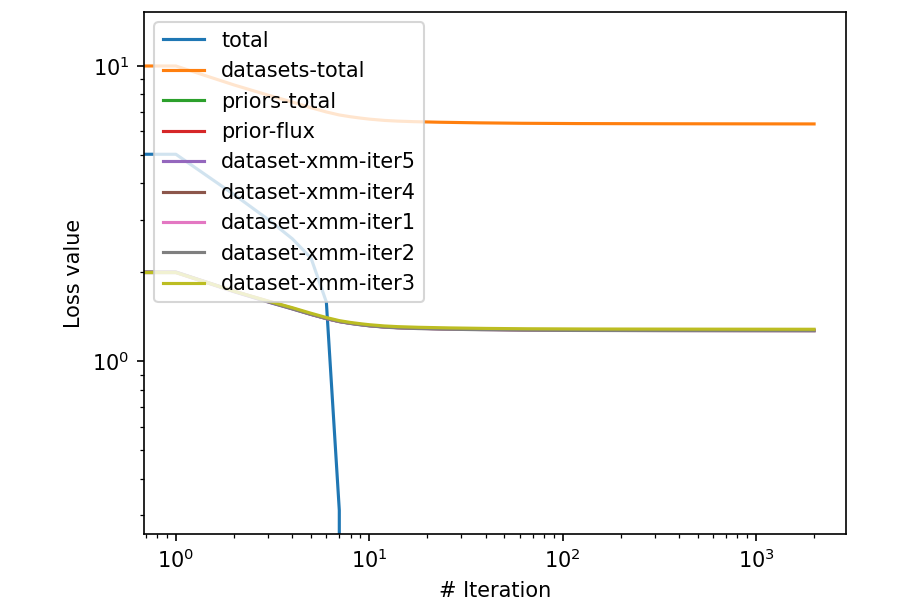 total
datasets-total
priors-total
prior-flux
dataset-xmm-iter5
dataset-xmm-iter4
dataset-xmm-iter1
dataset-xmm-iter2
dataset-xmm-iter3
10¹
10⁰
Loss value
10⁰ 10¹ 10² 10³
# Iteration